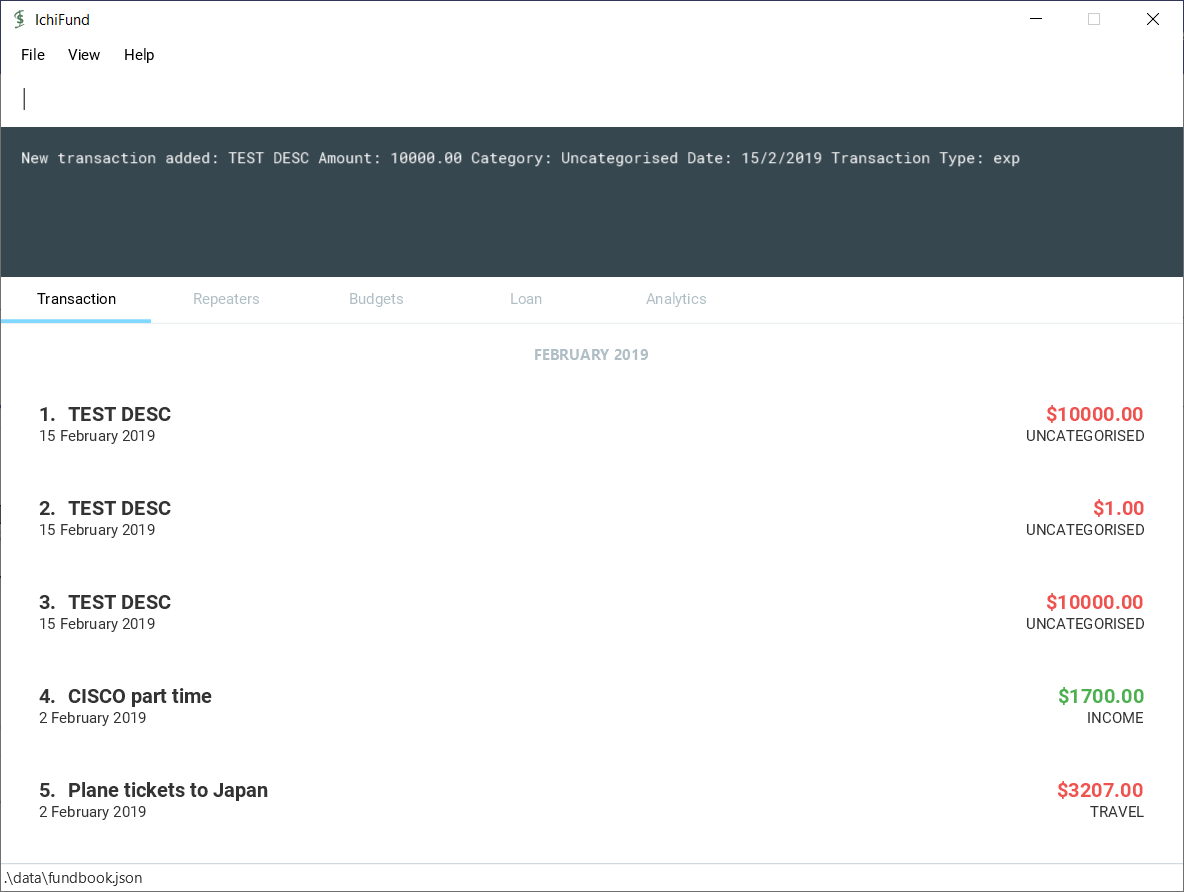 IchiFund
File View Help
New transaction added: TEST DESC Amount: 10000.00 Category: Uncategorised Date: 15/2/2019 Transaction Type: exp
Transaction Repeaters Budgets Loan Analytics
FEBRUARY 2019
1. TEST DESC $10000.00
15 February 2019 UNCATEGORISED
2. TEST DESC $1.00
15 February 2019 UNCATEGORISED
3. TEST DESC $10000.00
15 February 2019 UNCATEGORISED
4. CISCO part time $1700.00
2 February 2019 INCOME
5. Plane tickets to Japan $3207.00
2 February 2019 TRAVEL
.\data\fundbook.json